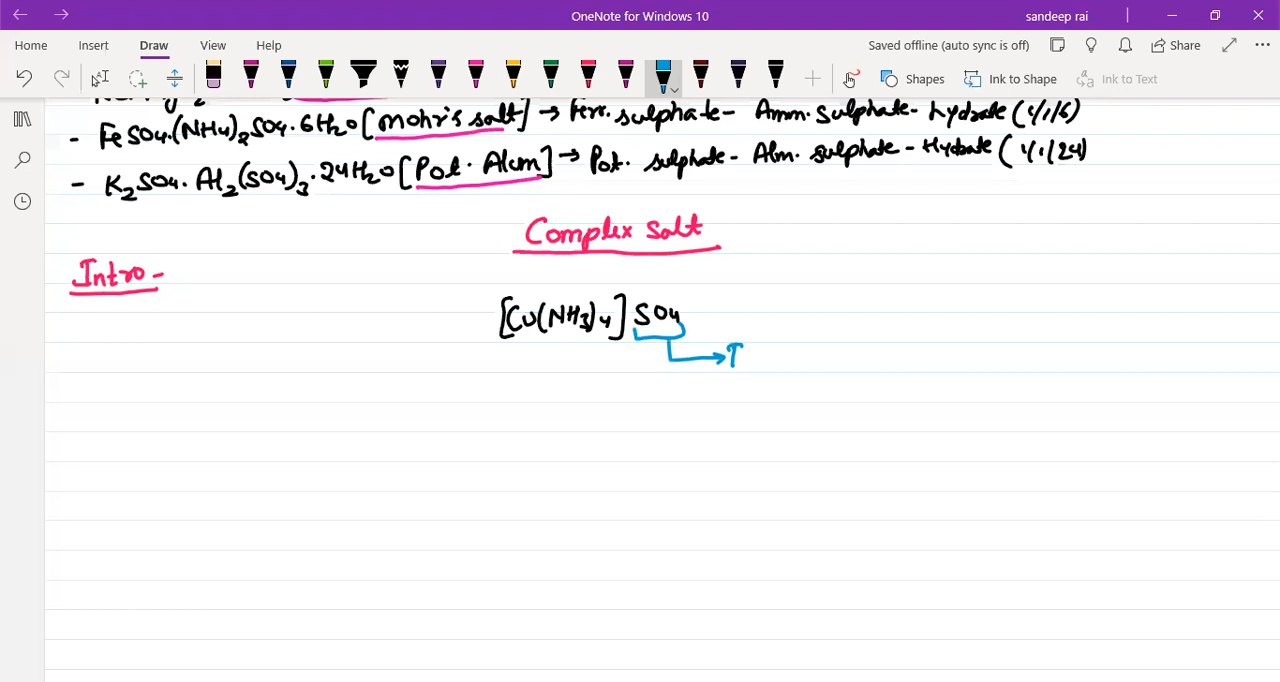 OneNote for Windows 10
sandeep rai
Home Insert Draw View Help
Saved offline (auto sync is off) Share
Shapes Ink to Shape Ink to Text
- FeSO4.(NH4)2SO4.6H2O [Mohr's salt] → Ferr. sulphate - Amm. sulphate - hydrate (1/1/6)
- K2SO4. Al2(SO4)3.24H2O [Pot. Alum] → Pot. sulphate - Alm. sulphate - Hydrate (1/1/24)
Complex Salt
Intro -
[Cu(NH3)4] SO4